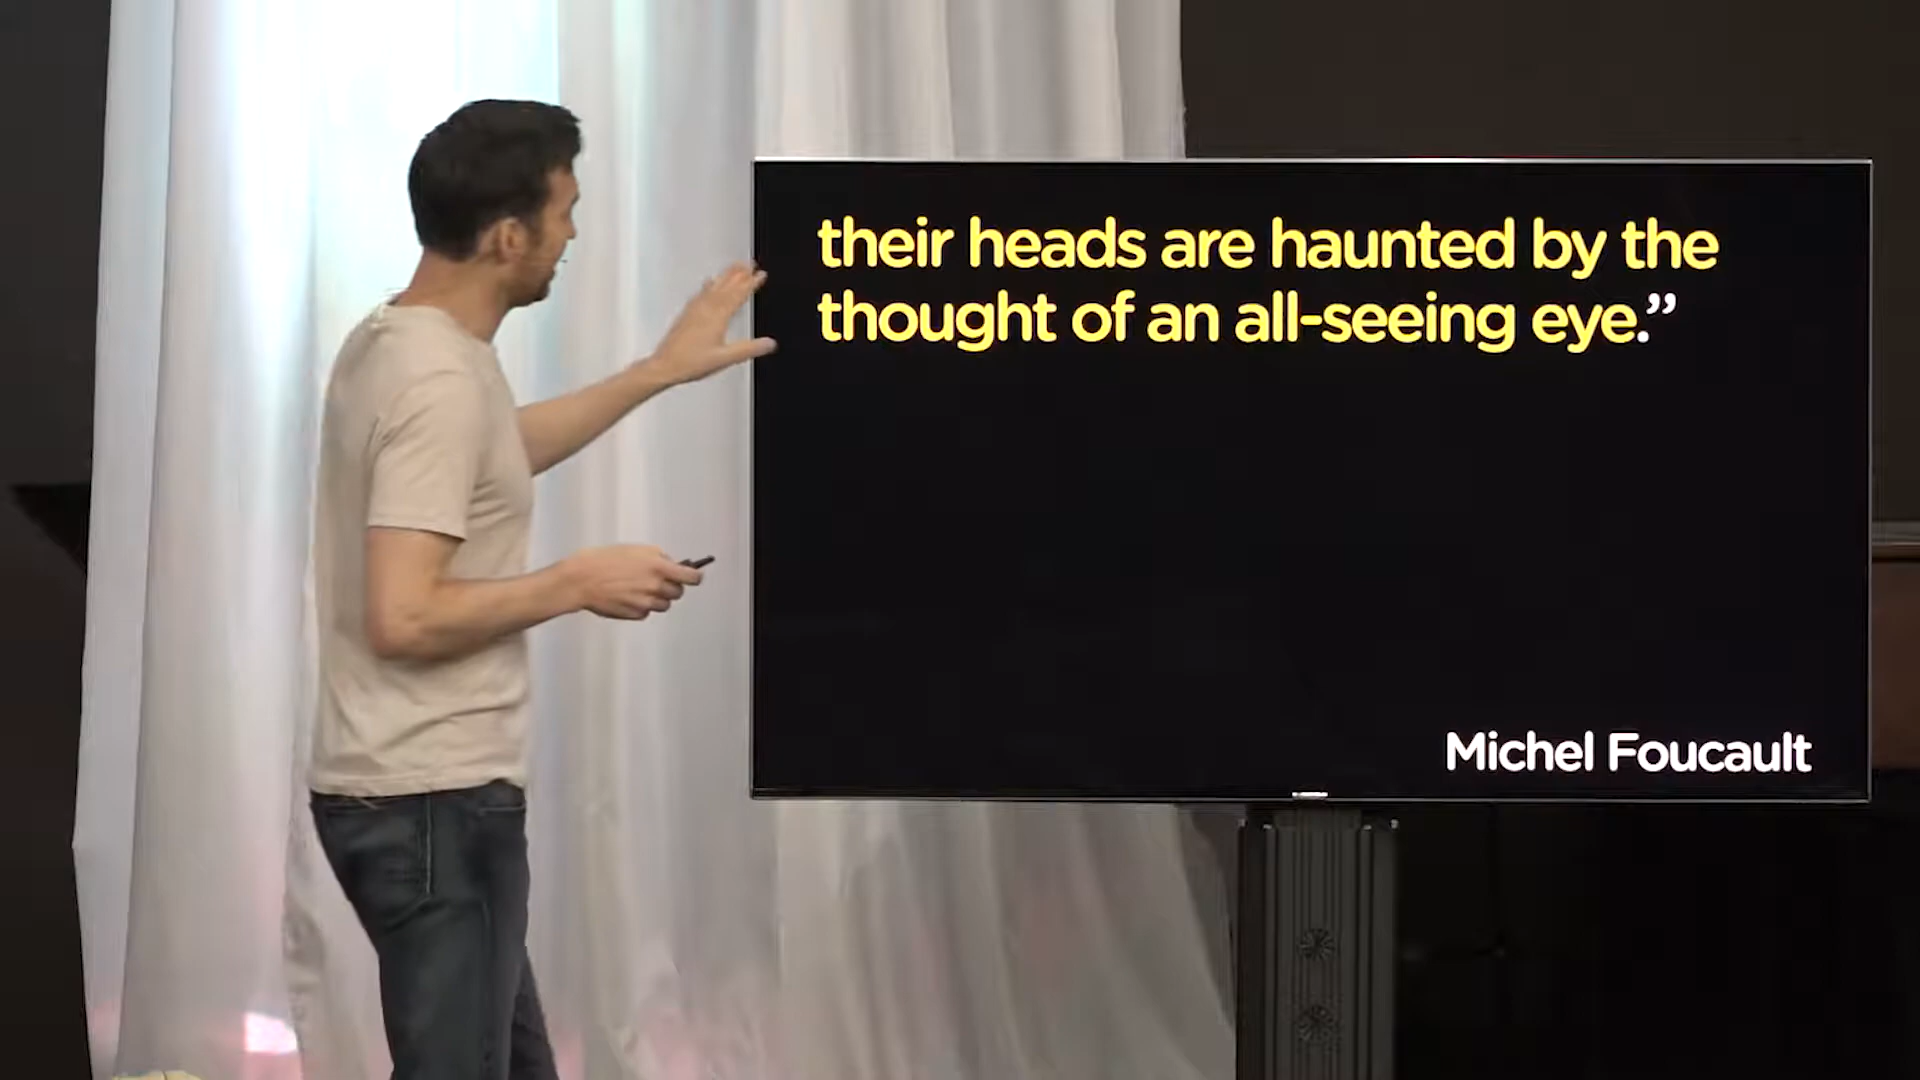 their heads are haunted by the
thought of an all-seeing eye.”
Michel Foucault